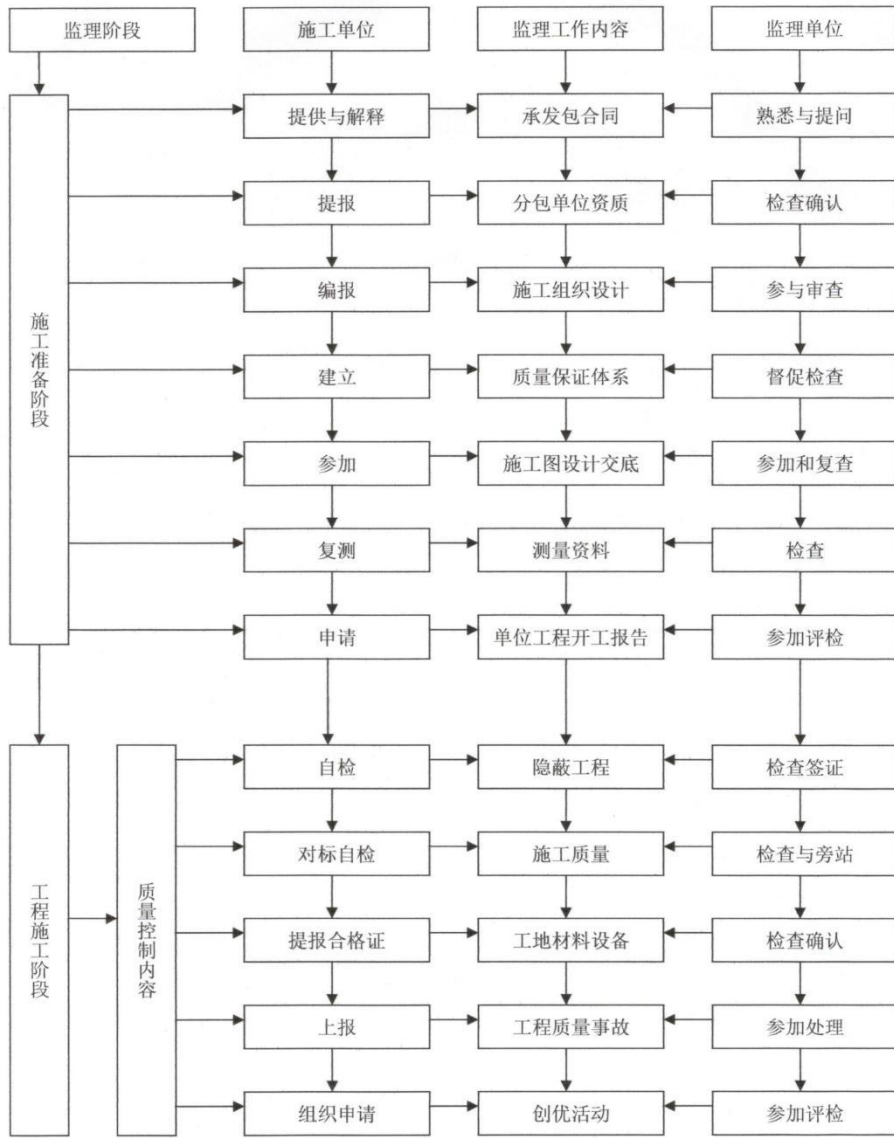 监理阶段
施工单位
监理工作内容
监理单位
施工准备阶段
提供与解释
承发包合同
熟悉与提问
提报
分包单位资质
检查确认
编报
施工组织设计
参与审查
建立
质量保证体系
督促检查
参加
施工图设计交底
参加和复查
复测
测量资料
检查
申请
单位工程开工报告
参加评检
工程施工阶段
质量控制内容
自检
隐蔽工程
检查签证
对标自检
施工质量
检查与旁站
提报合格证
工地材料设备
检查确认
上报
工程质量事故
参加处理
组织申请
创优活动
参加评检